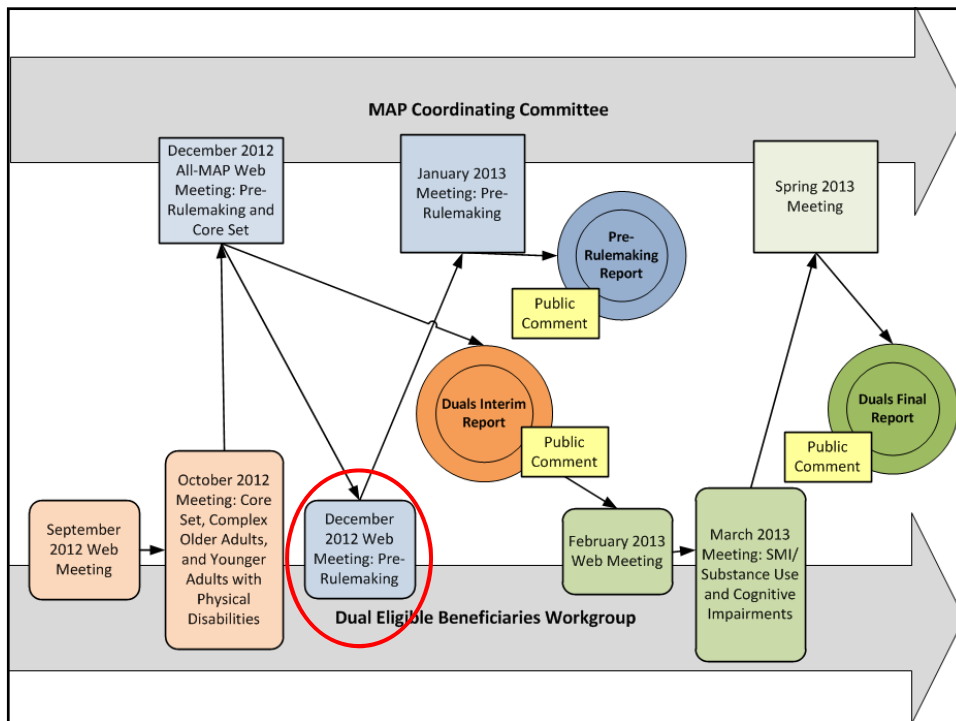 MAP Coordinating Committee
December 2012
All-MAP Web
Meeting: Pre-
Rulemaking and
Core Set
January 2013
Meeting: Pre-
Rulemaking
Spring 2013
Meeting
Pre-
Rulemaking
Report
Public
Comment
Duals Interim
Report
Public
Comment
Duals Final
Report
Public
Comment
September
2012 Web
Meeting
October 2012
Meeting: Core
Set, Complex
Older Adults,
and Younger
Adults with
Physical
Disabilities
December
2012 Web
Meeting: Pre-
Rulemaking
February 2013
Web Meeting
March 2013
Meeting: SMI/
Substance Use
and Cognitive
Impairments
Dual Eligible Beneficiaries Workgroup